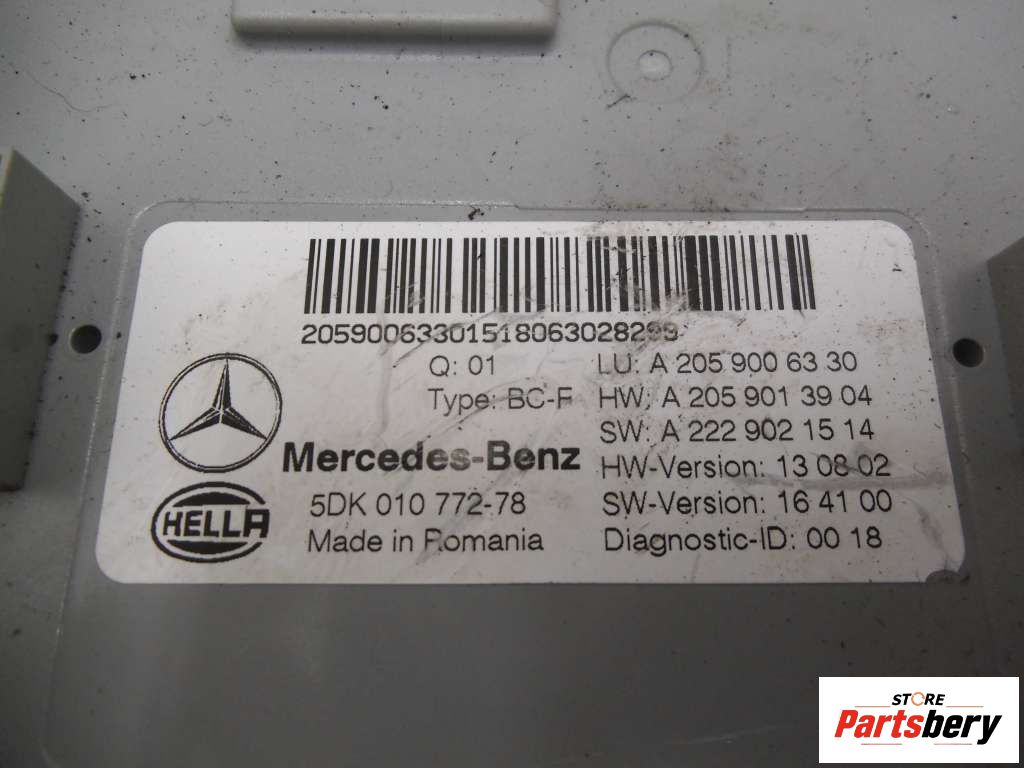 20590063301518063028299
Q: 01
LU: A 205 900 63 30
Type: BC-F
HW: A 205 901 39 04
SW: A 222 902 15 14
Mercedes-Benz
HW-Version: 13 08 02
HELLA
5DK 010 772-78
SW-Version: 16 41 00
Made in Romania
Diagnostic-ID: 00 18
STORE
Partsbery